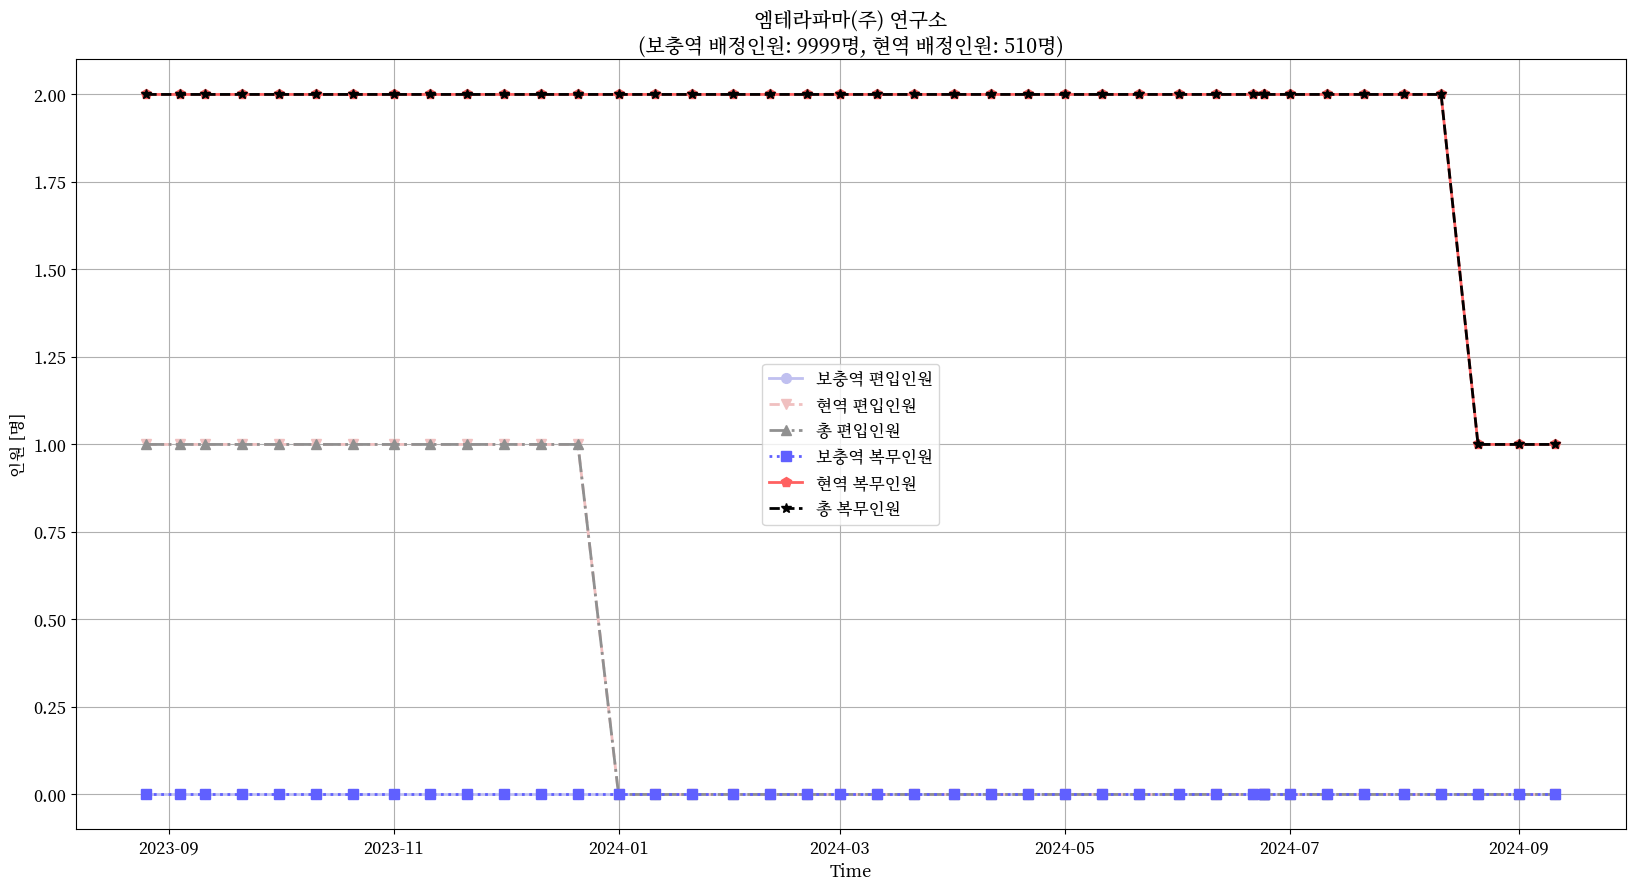 엠테라파마(주) 연구소
(보충역 배정인원: 9999명, 현역 배정인원: 510명)
인원 [명]
2.00
1.75
1.50
1.25
1.00
0.75
0.50
0.25
0.00
보충역 편입인원
현역 편입인원
총 편입인원
보충역 복무인원
현역 복무인원
총 복무인원
2023-09
2023-11
2024-01
2024-03
2024-05
2024-07
2024-09
Time